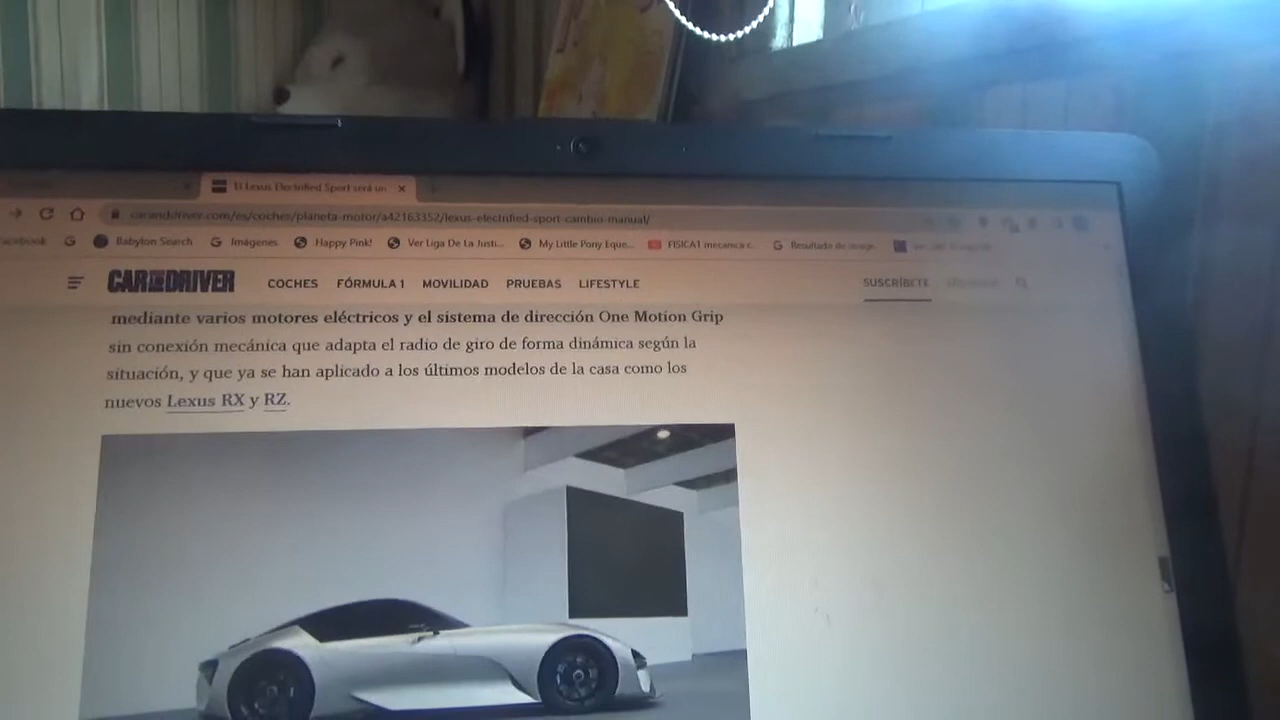 El Lexus Electrified Sport será un
caranddriver.com/es/coches/planeta-motor/a42163352/lexus-electrified-sport-cambio-manual/
Facebook Babylon Search Imágenes Happy Pink! Ver Liga De La Justi... My Little Pony Eque... FISICA1 mecanica c... Resultado de image...
CAR AND DRIVER COCHES FÓRMULA 1 MOVILIDAD PRUEBAS LIFESTYLE SUSCRÍBETE
mediante varios motores eléctricos y el sistema de dirección One Motion Grip
sin conexión mecánica que adapta el radio de giro de forma dinámica según la
situación, y que ya se han aplicado a los últimos modelos de la casa como los
nuevos Lexus RX y RZ.